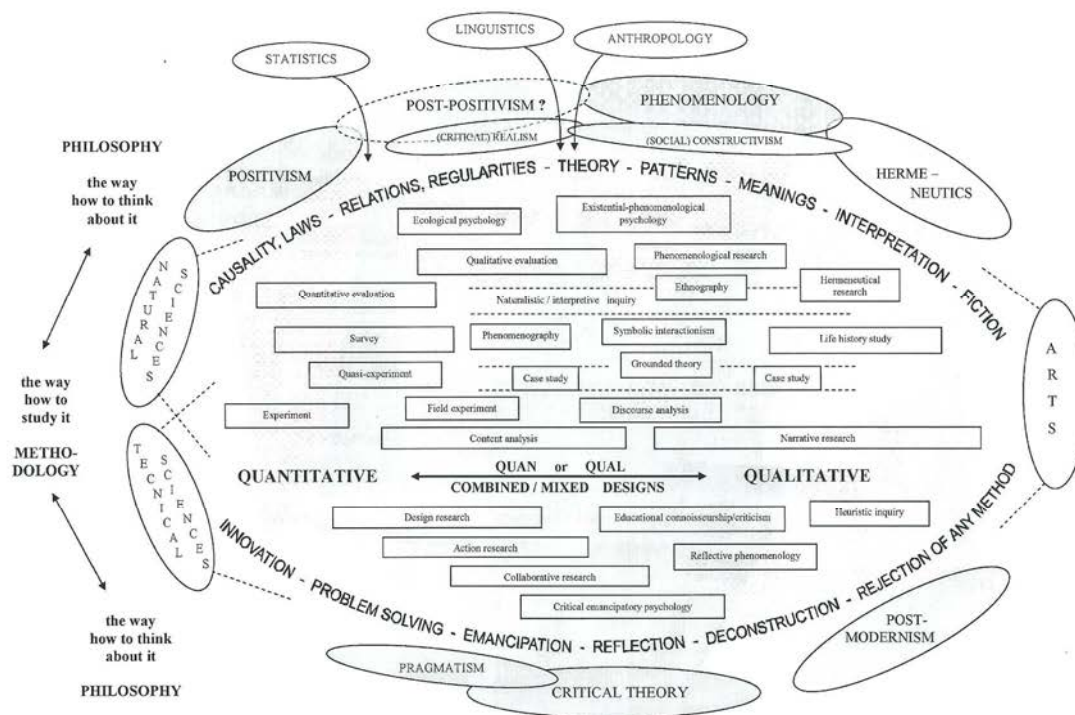 LINGUISTICS
ANTHROPOLOGY
STATISTICS
POST-POSITIVISM ?
PHENOMENOLOGY
(CRITICAL) REALISM
(SOCIAL) CONSTRUCTIVISM
POSITIVISM
HERME –
NEUTICS
PHILOSOPHY
the way
how to think
about it
CAUSALITY, LAWS - RELATIONS, REGULARITIES - THEORY - PATTERNS - MEANINGS - INTERPRETATION - FICTION
NATURAL
SCIENCES
Ecological psychology
Existential-phenomenological
psychology
Qualitative evaluation
Phenomenological research
Quantitative evaluation
Ethnography
Hermeneutical
research
Naturalistic / interpretive inquiry
Survey
Phenomenography
Symbolic interactionism
Life history study
Quasi-experiment
Grounded theory
Case study
Case study
Experiment
Field experiment
Discourse analysis
Content analysis
Narrative research
ARTS
the way
how to
study it
METHO-
DOLOGY
TECNICAL
SCIENCES
QUANTITATIVE
QUAN or QUAL
COMBINED / MIXED DESIGNS
QUALITATIVE
Design research
Educational connoisseurship/criticism
Heuristic inquiry
Action research
Reflective phenomenology
Collaborative research
Critical emancipatory psychology
INNOVATION - PROBLEM SOLVING - EMANCIPATION - REFLECTION - DECONSTRUCTION - REJECTION OF ANY METHOD
the way
how to think
about it
PHILOSOPHY
PRAGMATISM
CRITICAL THEORY
POST-
MODERNISM